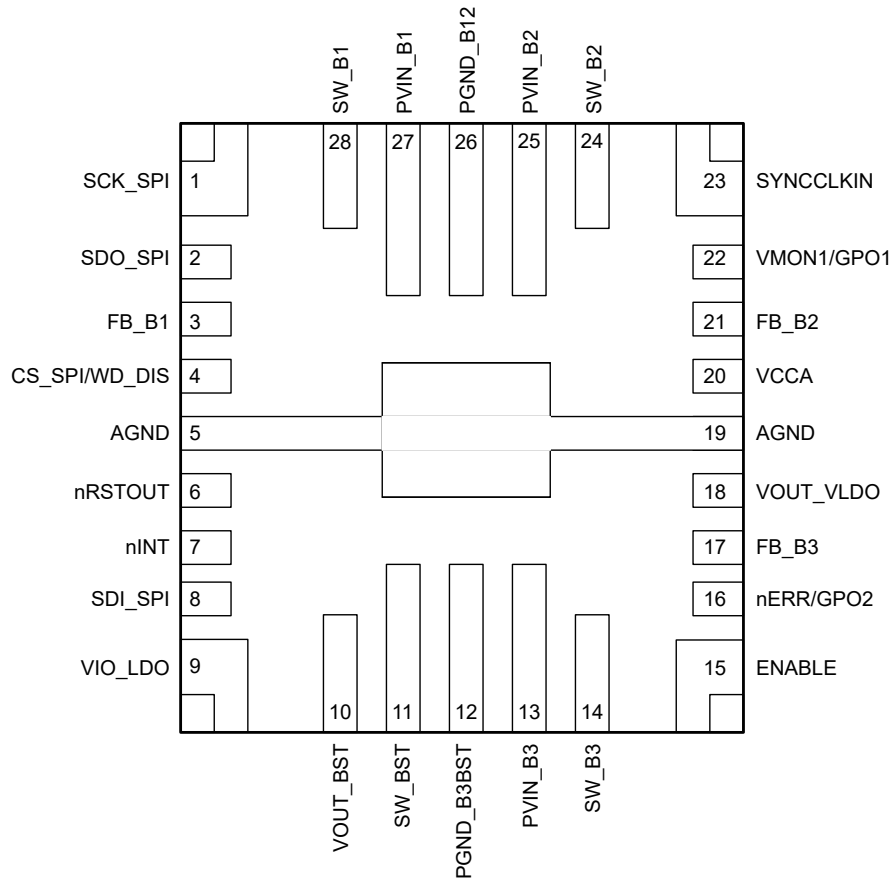 SW_B1
PVIN_B1
PGND_B12
PVIN_B2
SW_B2
28
27
26
25
24
SCK_SPI 1
23 SYNCCLKIN
SDO_SPI 2
22 VMON1/GPO1
FB_B1 3
21 FB_B2
CS_SPI/WD_DIS 4
20 VCCA
AGND 5
19 AGND
nRSTOUT 6
18 VOUT_VLDO
nINT 7
17 FB_B3
SDI_SPI 8
16 nERR/GPO2
VIO_LDO 9
15 ENABLE
10
11
12
13
14
VOUT_BST
SW_BST
PGND_B3BST
PVIN_B3
SW_B3